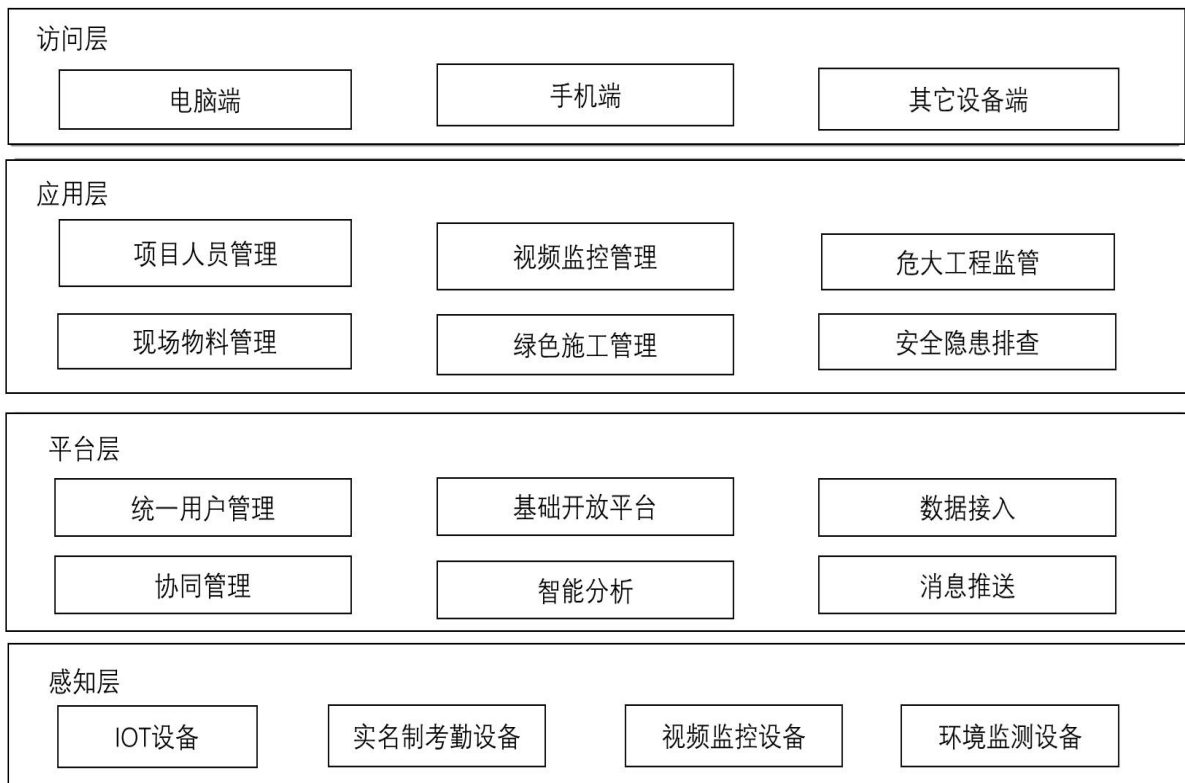 访问层
电脑端
手机端
其它设备端
应用层
项目人员管理
视频监控管理
危大工程监管
现场物料管理
绿色施工管理
安全隐患排查
平台层
统一用户管理
基础开放平台
数据接入
协同管理
智能分析
消息推送
感知层
IOT设备
实名制考勤设备
视频监控设备
环境监测设备